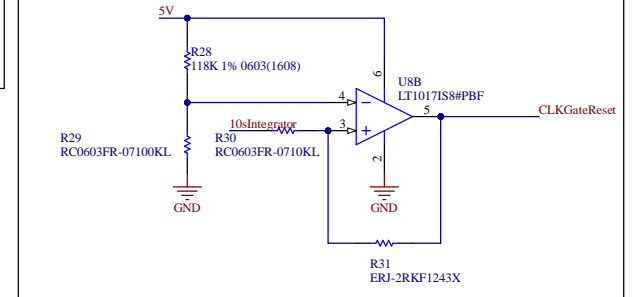 5V
R28
118K 1% 0603(1608)
6
U8B
LT1017IS8#PBF
4
5
CLKGateReset
10sIntegrator
3
R29
RC0603FR-07100KL
R30
RC0603FR-0710KL
2
GND
GND
R31
ERJ-2RKF1243X